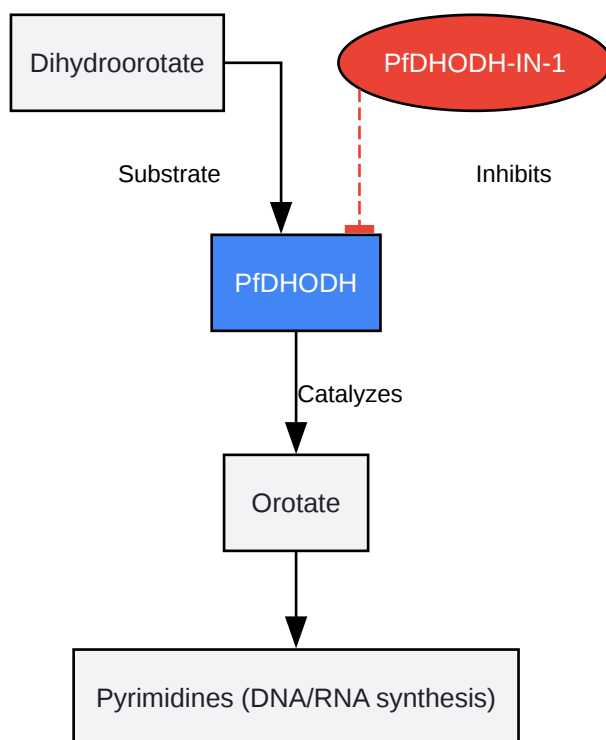 Dihydroorotate
PfDHODH-IN-1
Substrate
Inhibits
PfDHODH
Catalyzes
Orotate
Pyrimidines (DNA/RNA synthesis)